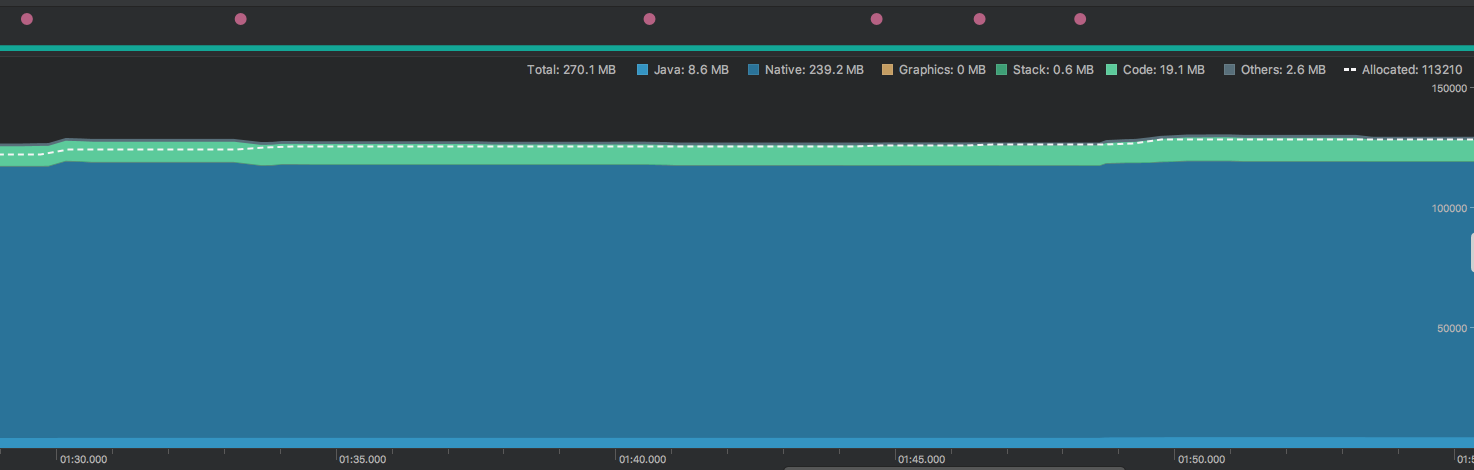 Total: 270.1 MB Java: 8.6 MB Native: 239.2 MB Graphics: 0 MB Stack: 0.6 MB Code: 19.1 MB Others: 2.6 MB Allocated: 113210
150000
100000
50000
01:30.000 01:35.000 01:40.000 01:45.000 01:50.000